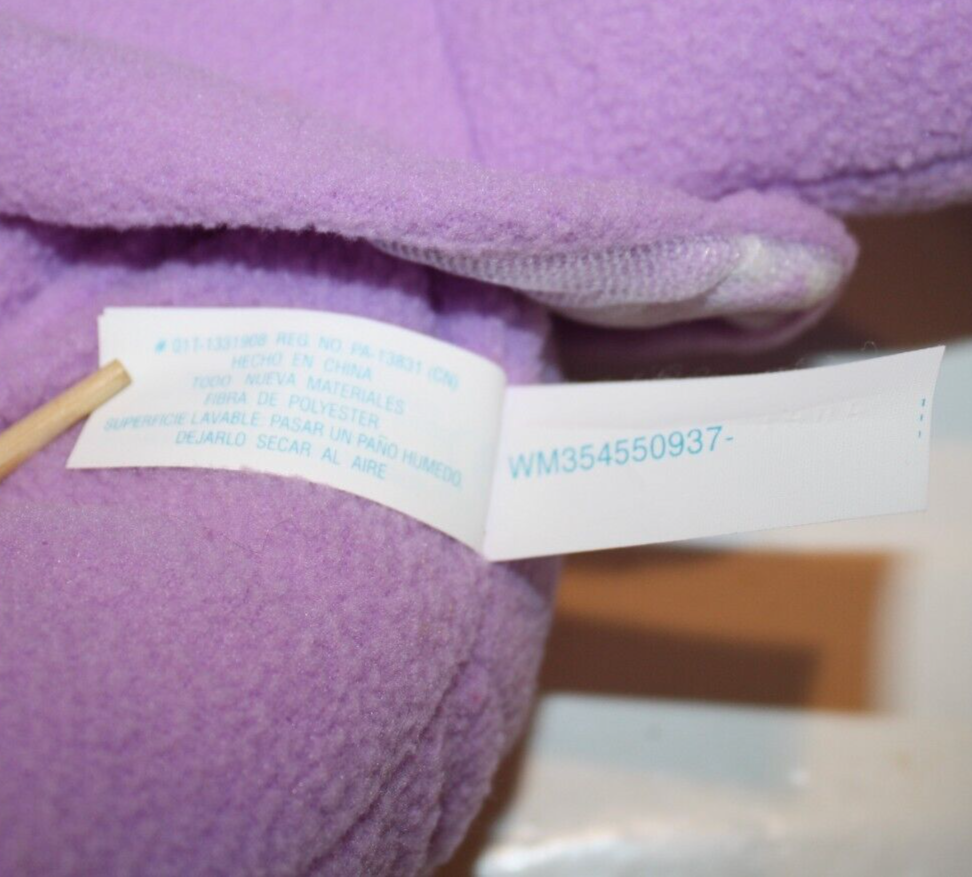 # 017-1331908 REG. NO. PA-13831 (CN)
HECHO EN CHINA
TODO NUEVA MATERIALES
FIBRA DE POLYESTER
SUPERFICIE LAVABLE: PASAR UN PAÑO HUMEDO.
DEJARLO SECAR AL AIRE
WM354550937-